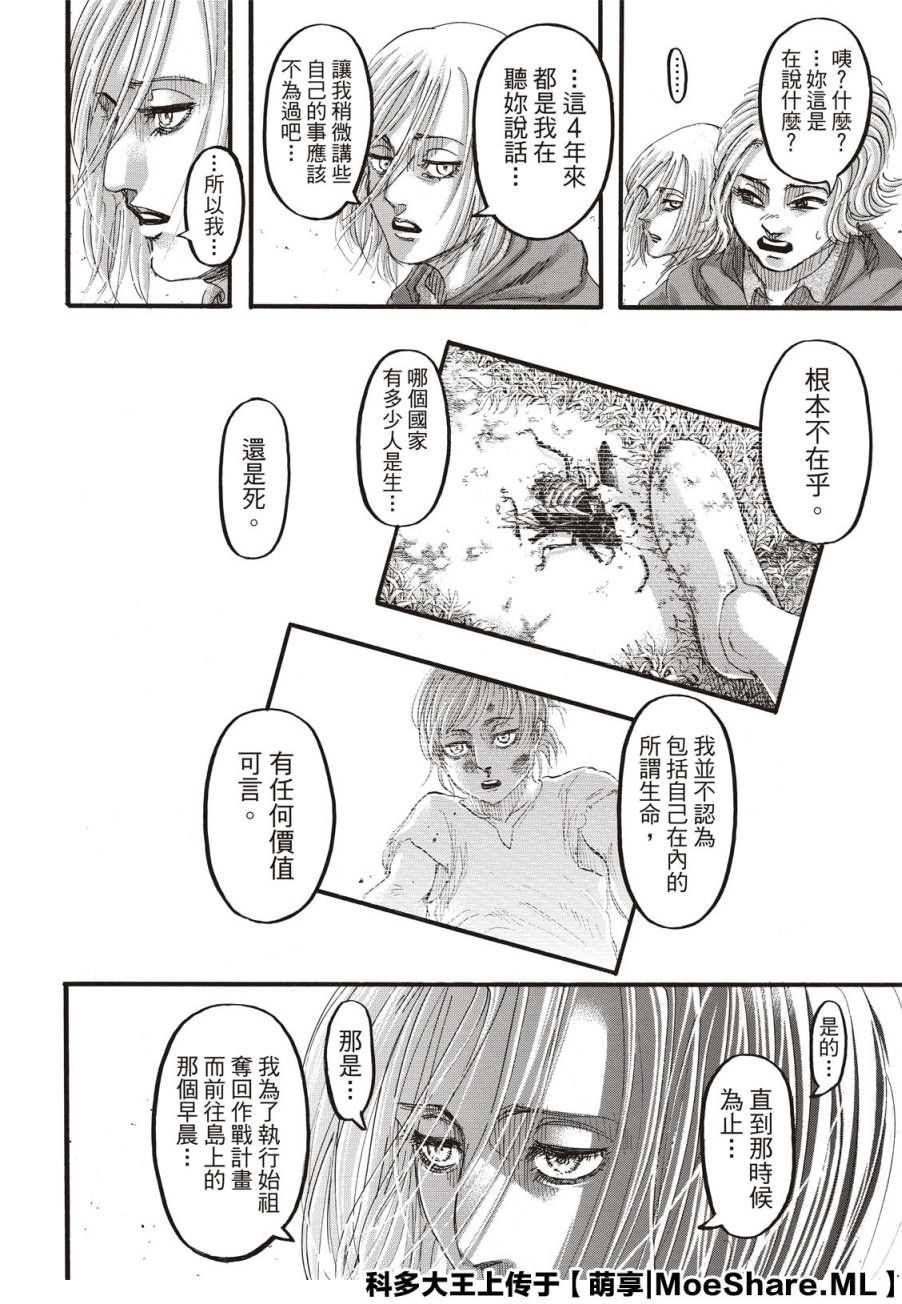 咦?什麼?
…妳這是
在說什麼?
……
…這4年來
都是我在
聽妳說話…
讓我稍微講些
自己的事應該
不為過吧…
…所以我…
根本不在乎。
哪個國家
有多少人是生…
還是死。
我並不認為
包括自己在內的
所謂生命，
有任何價值
可言。
是的…
直到那時候
為止…
那是…
我為了執行始祖
奪回作戰計畫
而前往島上的
那個早晨…
科多大王上传于【萌享|MoeShare.ML】